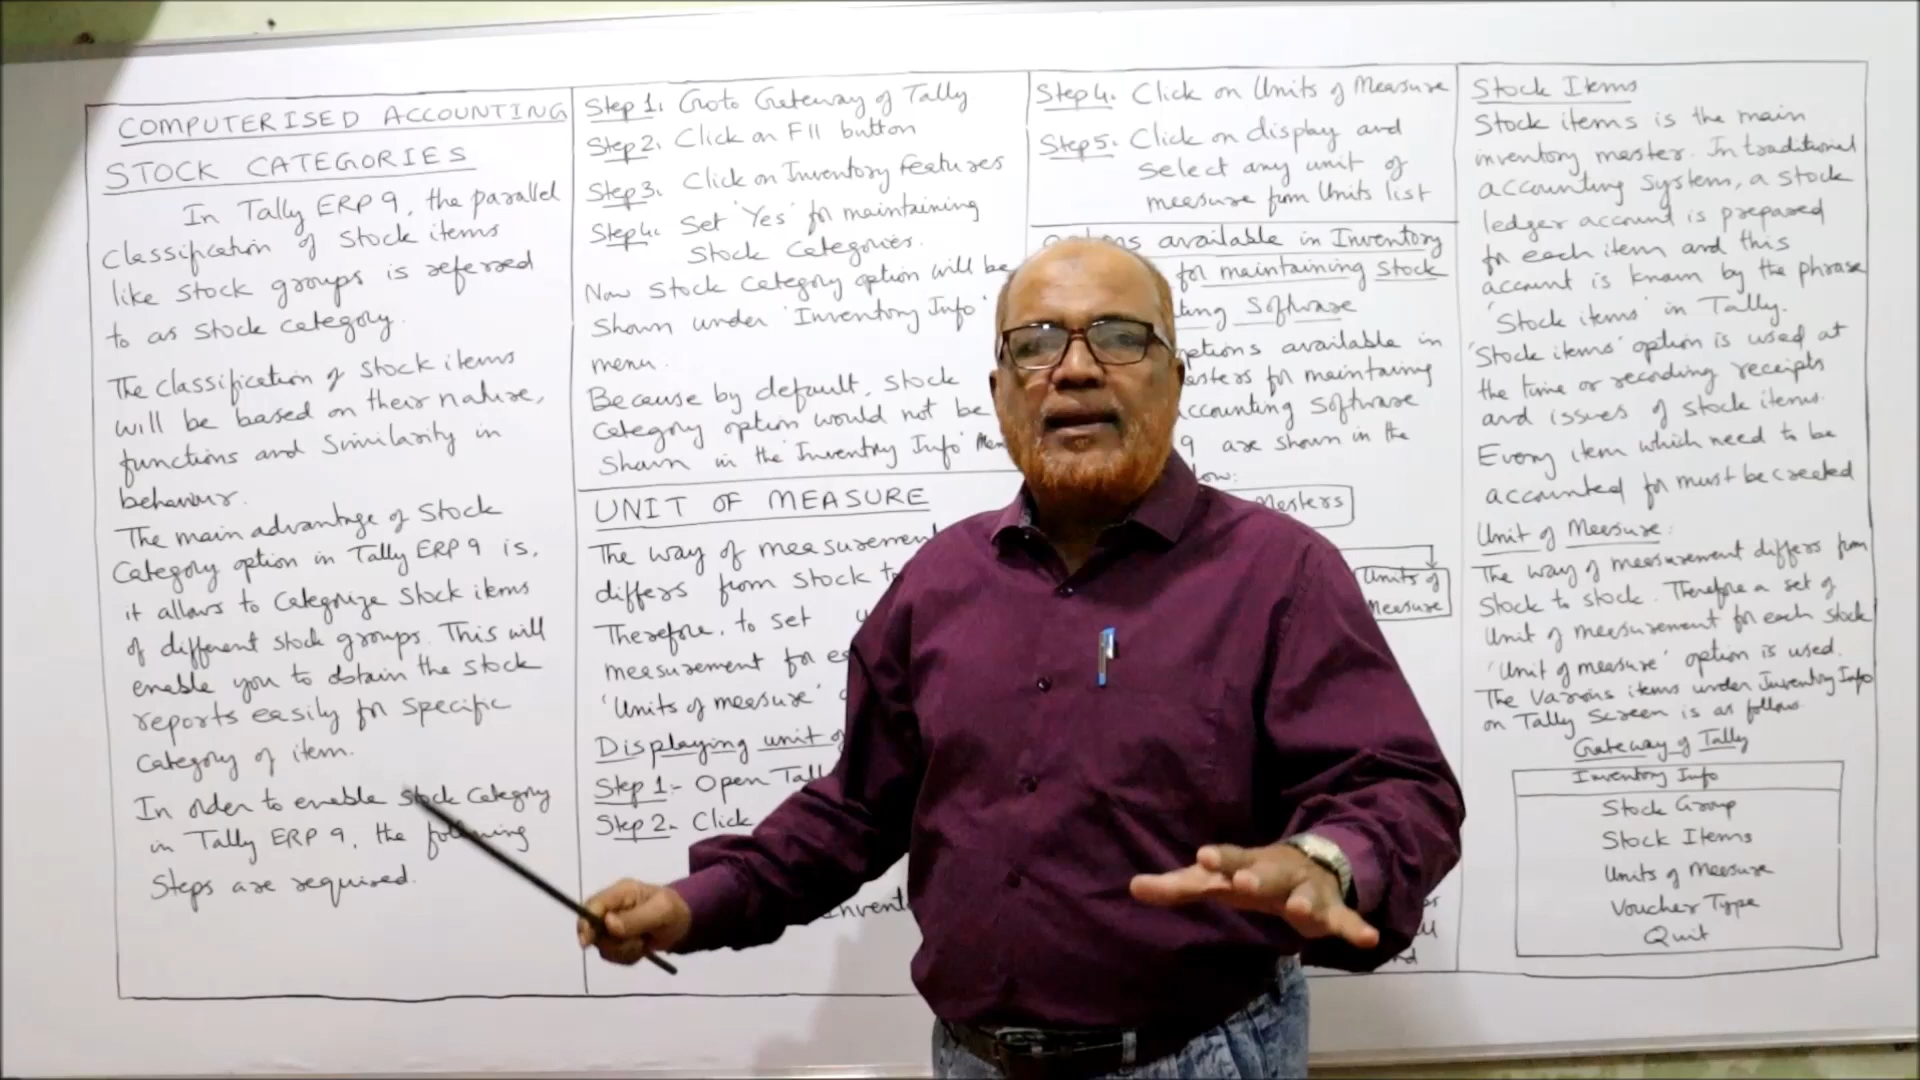 COMPUTERISED ACCOUNTING
STOCK CATEGORIES
In Tally ERP 9, the parallel
classification of stock items
like stock groups is referred
to as stock category.
The classification of stock items
will be based on their nature,
functions and similarity in
behaviour.
The main advantage of stock
category option in Tally ERP 9 is,
it allows to categorize stock items
of different stock groups. This will
enable you to obtain the stock
reports easily for specific
category of item.
In order to enable stock category
in Tally ERP 9, the following
steps are required.
Step 1. Goto Gateway of Tally
Step 2. Click on F11 button
Step 3. Click on Inventory features
Step 4. Set 'Yes' for maintaining
Stock Categories.
Now stock category option will be
shown under 'Inventory Info'
menu.
Because by default, stock
category option would not be
shown in the 'Inventory Info'
UNIT OF MEASURE
The way of measurement
differs from stock to
Therefore, to set
measurement for
'Units of measure'
Displaying unit of
Step 1:- Open
Step 2. Click
Step 4. Click on Units of Measure
Step 5. Click on display and
select any unit of
measure from Units list
available in Inventory
for maintaining stock
Software
available in
for maintaining
Accounting Software
9 are shown in the
Masters
Units of
Measure
Stock Items
Stock items is the main
inventory master. In traditional
accounting system, a stock
ledger account is prepared
for each item and this
account is known by the phrase
'Stock items' in Tally.
'Stock items' option is used at
the time or recording receipts
and issues of stock items.
Every item which need to be
accounted for must be created
Unit of Measure:
The way of measurement differs from
stock to stock. Therefore a set of
unit of measurement for each stock
'Unit of measure' option is used.
The various items under Inventory Info
on Tally Screen is as follows
Gateway of Tally
Inventory Info
Stock Group
Stock Items
Units of Measure
Voucher Type
Quit